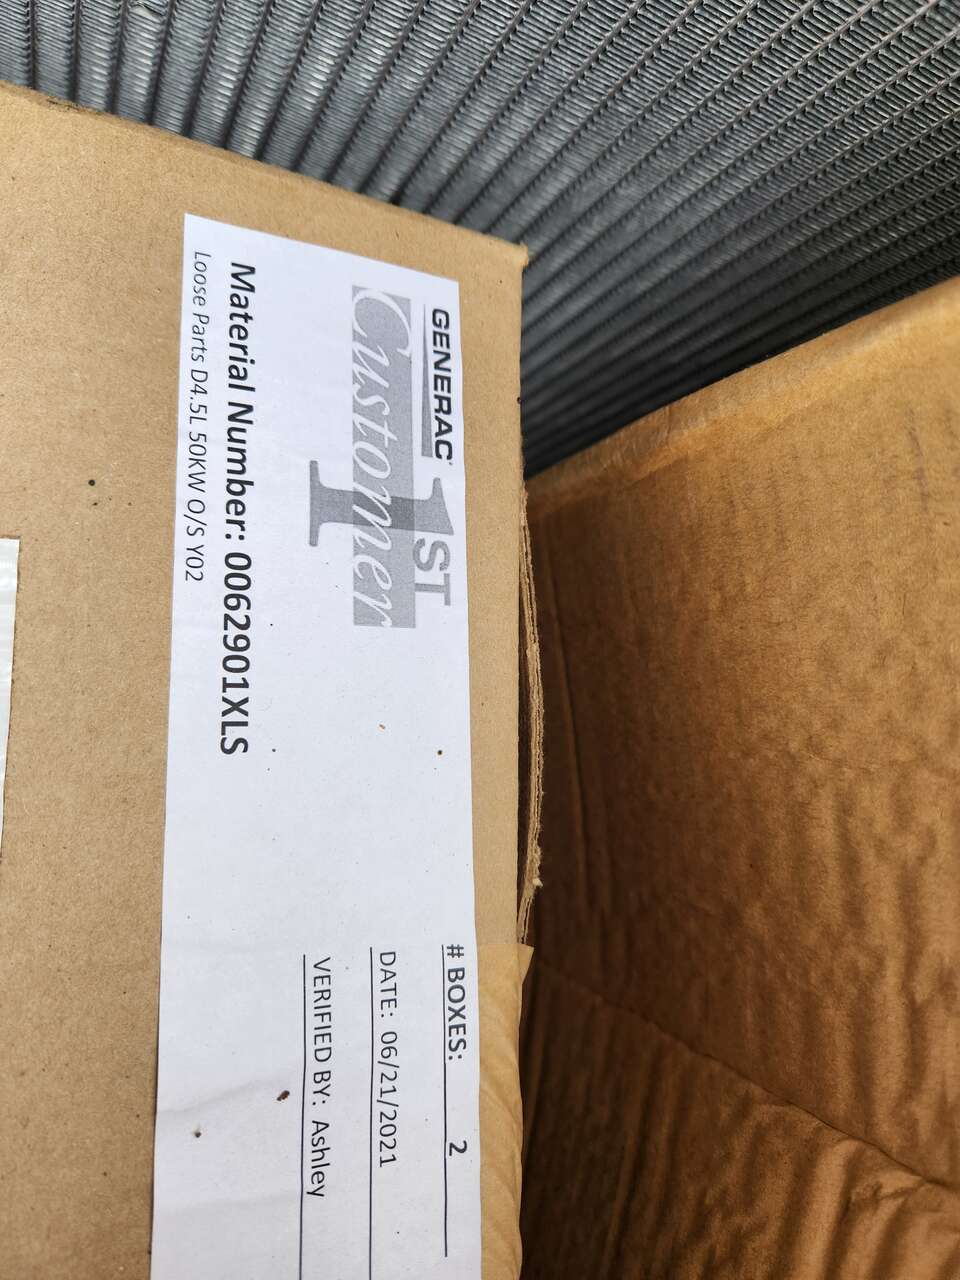 GENERAC®
1ST
Customer
Material Number: 0062901XLS
Loose Parts D4.5L 50KW O/S Y02
# BOXES: 2
DATE: 06/21/2021
VERIFIED BY: Ashley